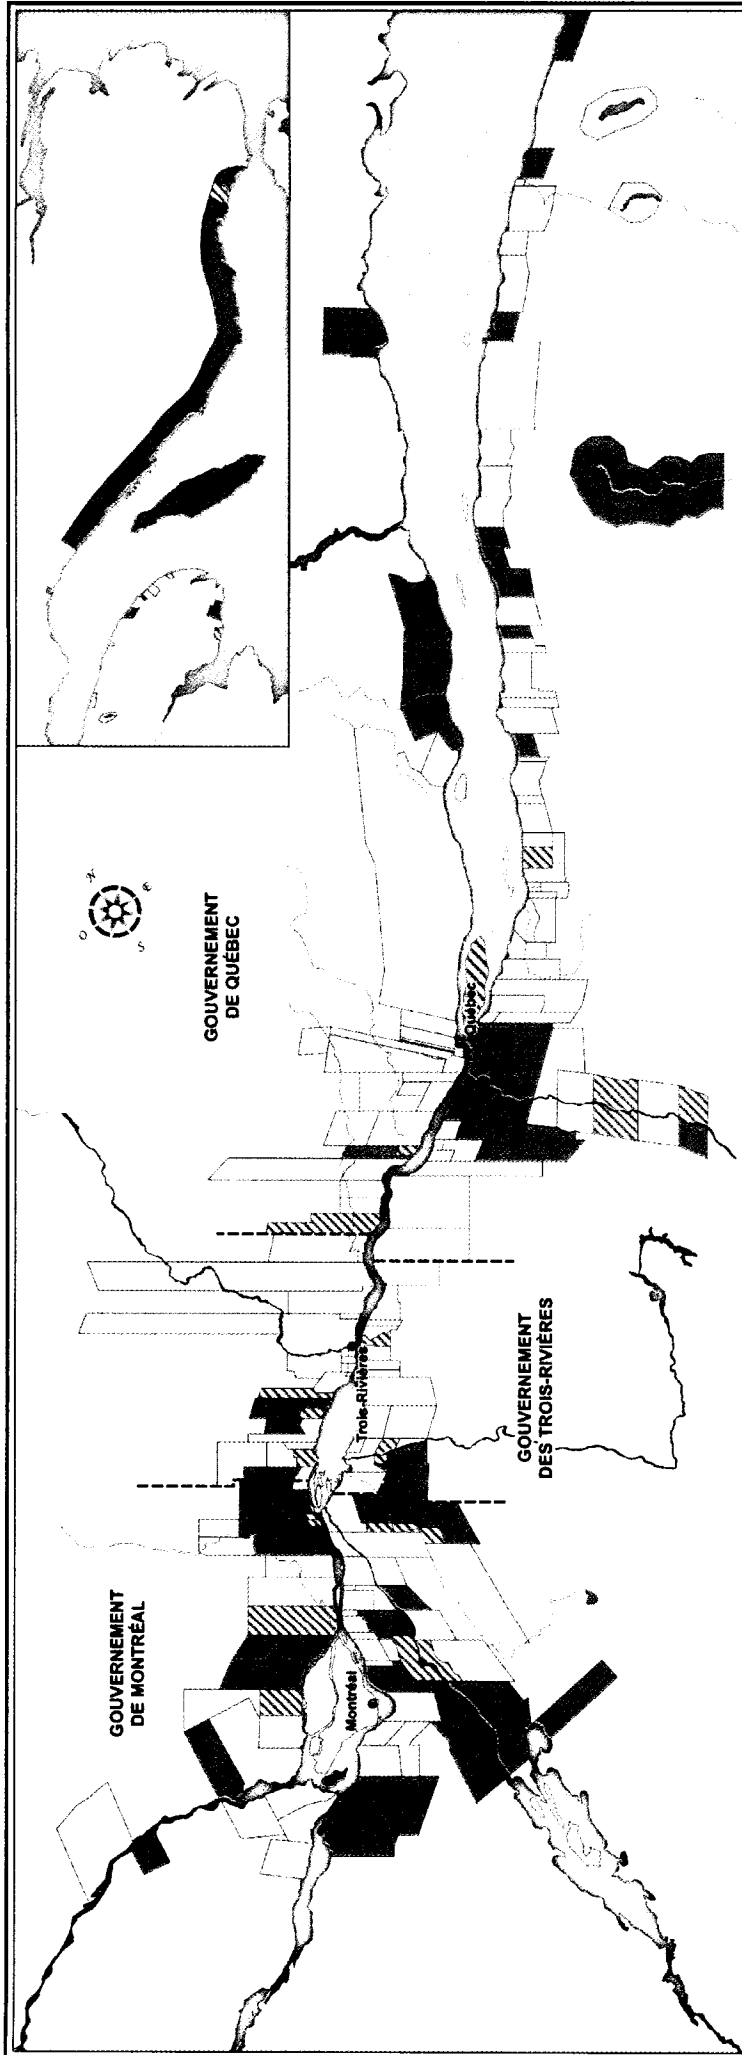 GOUVERNEMENT
DE MONTRÉAL
Montréal
GOUVERNEMENT
DES TROIS-RIVIÈRES
Trois-Rivières
GOUVERNEMENT
DE QUÉBEC
Québec
N
E
S
O